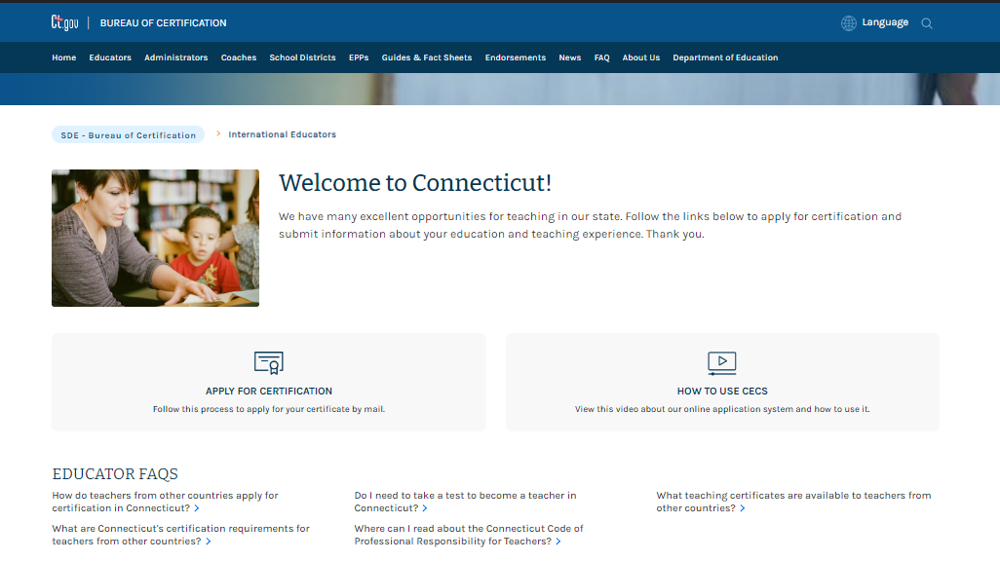 Ct.gov | BUREAU OF CERTIFICATION
Language
Home Educators Administrators Coaches School Districts EPPs Guides & Fact Sheets Endorsements News FAQ About Us Department of Education
SDE - Bureau of Certification > International Educators
Welcome to Connecticut!
We have many excellent opportunities for teaching in our state. Follow the links below to apply for certification and
submit information about your education and teaching experience. Thank you.
APPLY FOR CERTIFICATION
Follow this process to apply for your certificate by mail.
HOW TO USE CECS
View this video about our online application system and how to use it.
EDUCATOR FAQS
How do teachers from other countries apply for
certification in Connecticut? >
What are Connecticut's certification requirements for
teachers from other countries? >
Do I need to take a test to become a teacher in
Connecticut? >
Where can I read about the Connecticut Code of
Professional Responsibility for Teachers? >
What teaching certificates are available to teachers from
other countries? >